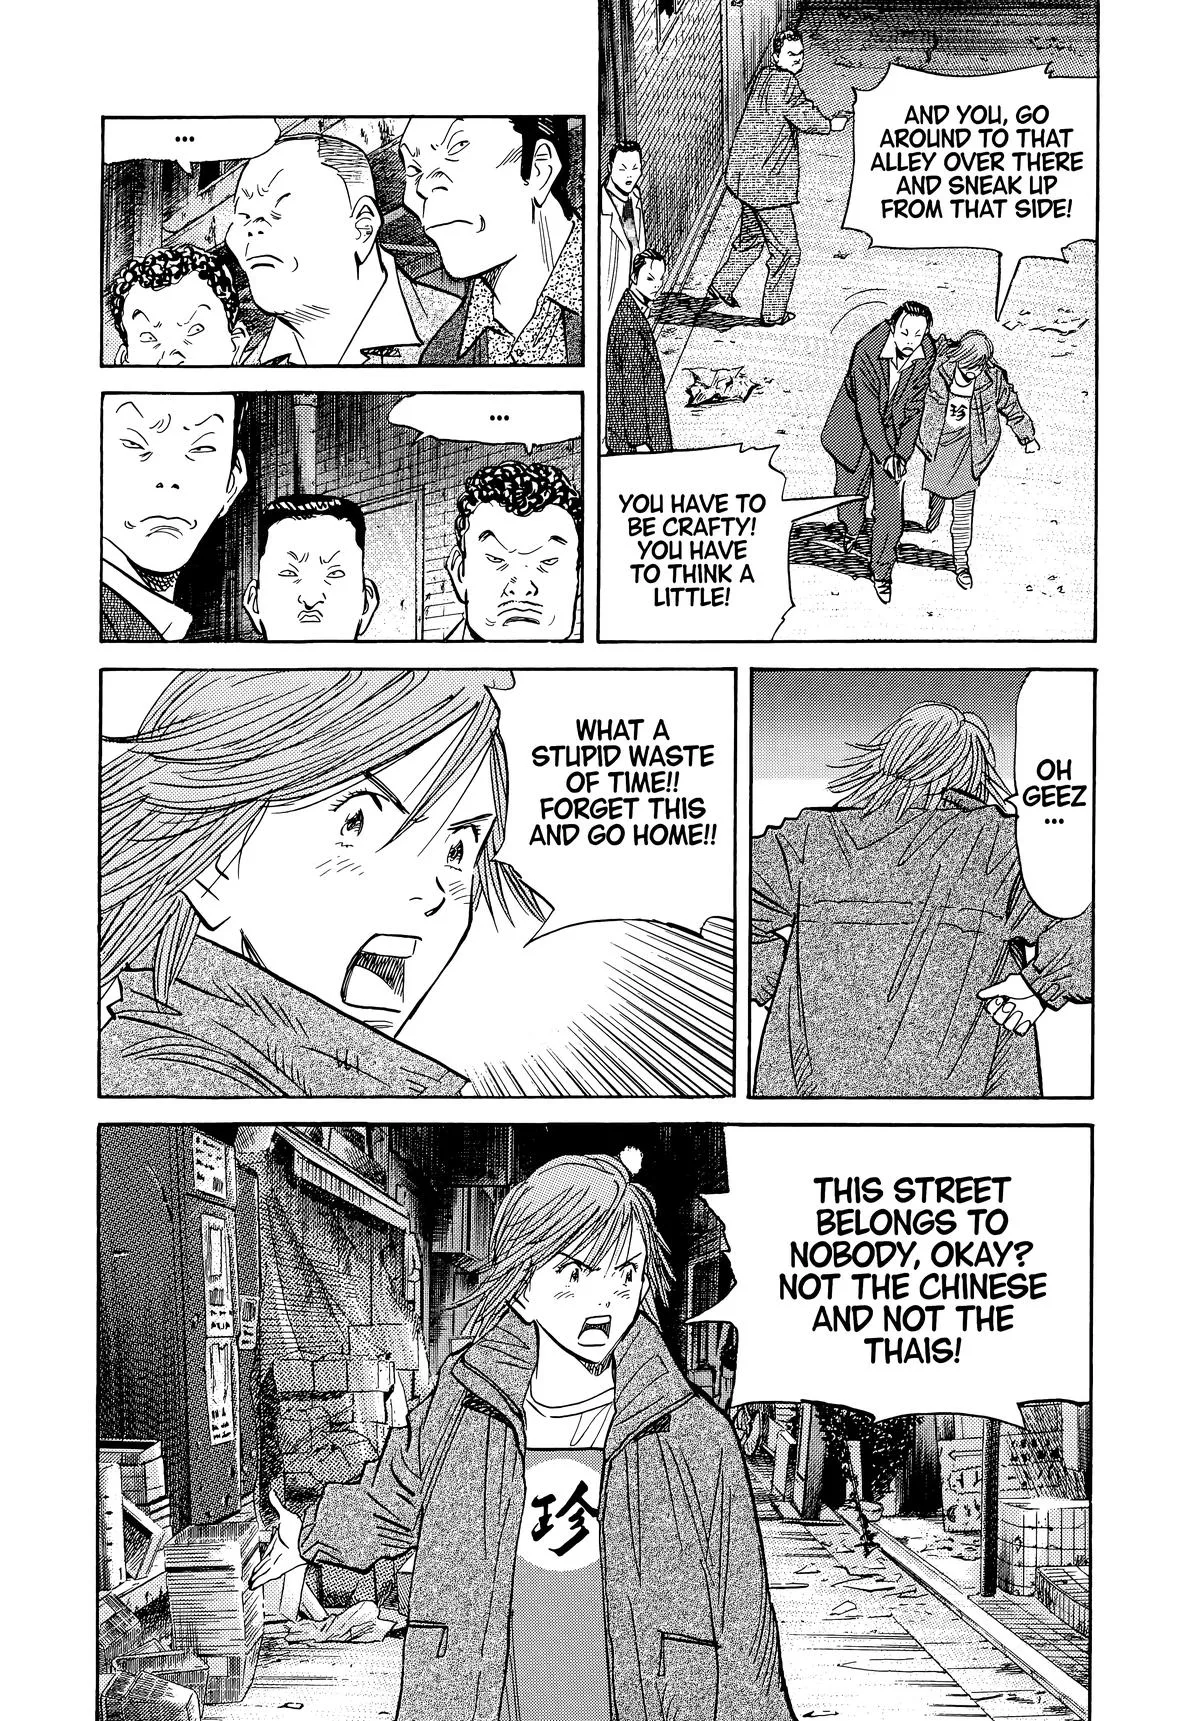 AND YOU, GO
AROUND TO THAT
ALLEY OVER THERE
AND SNEAK UP
FROM THAT SIDE!
珍
YOU HAVE TO
BE CRAFTY!
YOU HAVE
TO THINK A
LITTLE!
...
...
OH
GEEZ
...
WHAT A
STUPID WASTE
OF TIME!!
FORGET THIS
AND GO HOME!!
THIS STREET
BELONGS TO
NOBODY, OKAY?
NOT THE CHINESE
AND NOT THE
THAIS!
珍